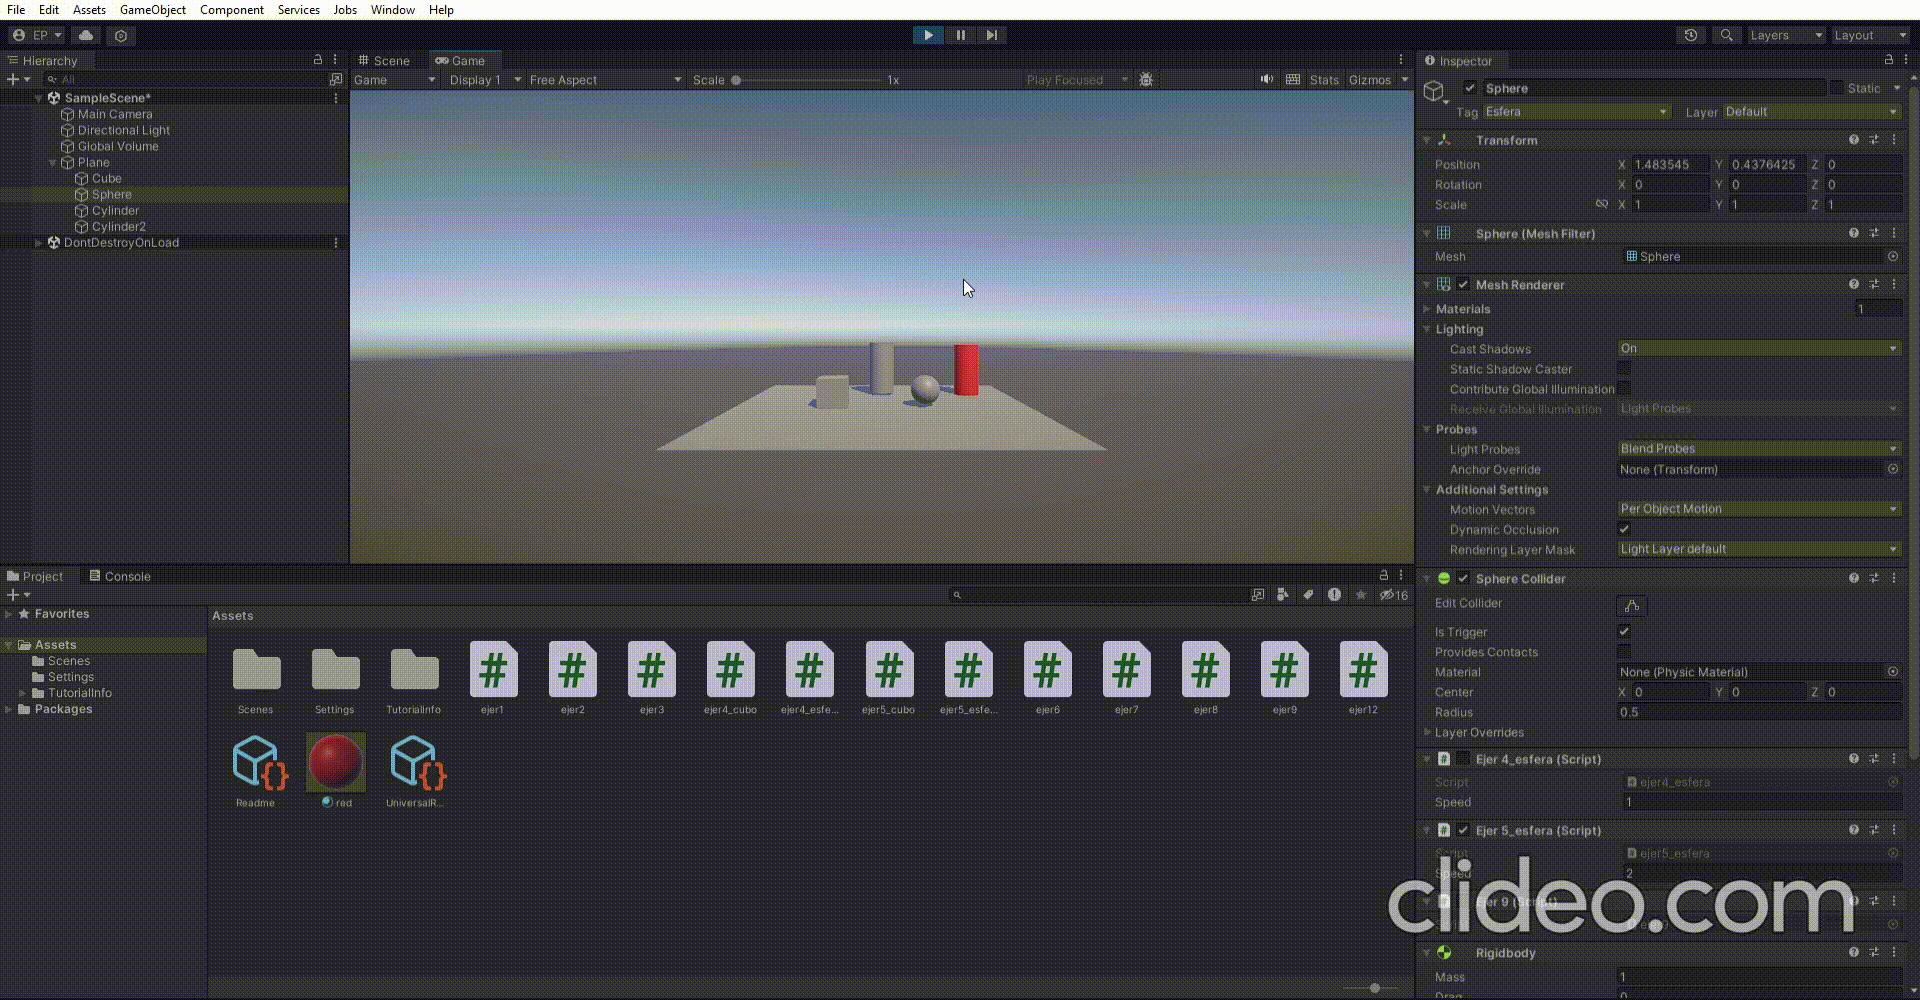 File Edit Assets GameObject Component Services Jobs Window Help
EP Layers Layout
Hierarchy
All
SampleScene*
Main Camera
Directional Light
Global Volume
Plane
Cube
Sphere
Cylinder
Cylinder2
DontDestroyOnLoad
Scene Game
Game Display 1 Free Aspect Scale 1x Play Focused Stats Gizmos
Inspector
Sphere Static
Tag Esfera Layer Default
Transform
Position X 1.483545 Y 0.4376425 Z 0
Rotation X 0 Y 0 Z 0
Scale X 1 Y 1 Z 1
Sphere (Mesh Filter)
Mesh Sphere
Mesh Renderer
Materials 1
Lighting
Cast Shadows On
Static Shadow Caster
Contribute Global Illumination
Receive Global Illumination Light Probes
Probes
Light Probes Blend Probes
Anchor Override None (Transform)
Additional Settings
Motion Vectors Per Object Motion
Dynamic Occlusion
Rendering Layer Mask Light Layer default
Sphere Collider
Edit Collider
Is Trigger
Provides Contacts
Material None (Physic Material)
Center X 0 Y 0 Z 0
Radius 0.5
Layer Overrides
Ejer 4_esfera (Script)
Script ejer4_esfera
Speed 1
Ejer 5_esfera (Script)
Script ejer5_esfera
Speed 2
Ejer 9 (Script)
Rigidbody
Mass 1
Drag 0
Project Console
16
Favorites
Assets
Scenes
Settings
TutorialInfo
Packages
Assets
Scenes Settings TutorialInfo ejer1 ejer2 ejer3 ejer4_cubo ejer4_esfe... ejer5_cubo ejer5_esfe... ejer6 ejer7 ejer8 ejer9 ejer12
Readme red UniversalR...
clideo.com